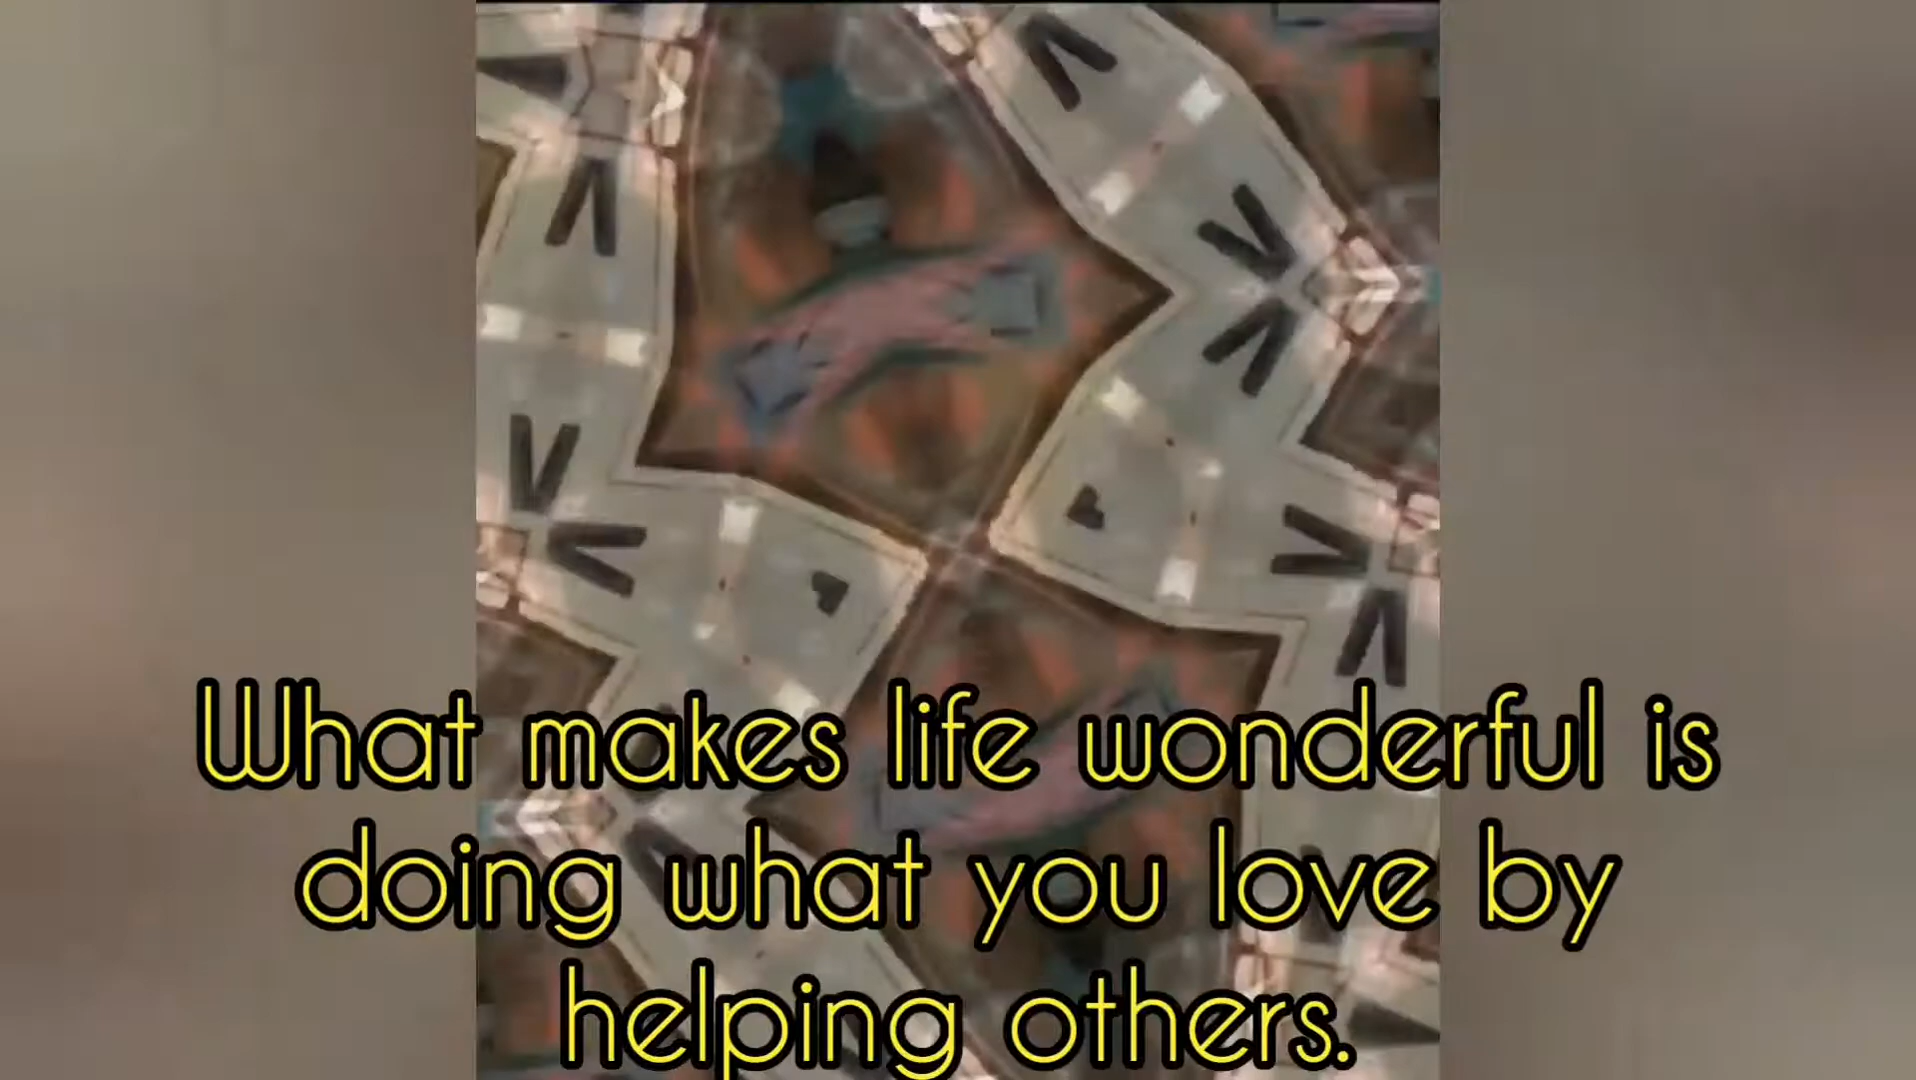 What makes life wonderful is
doing what you love by
helping others.